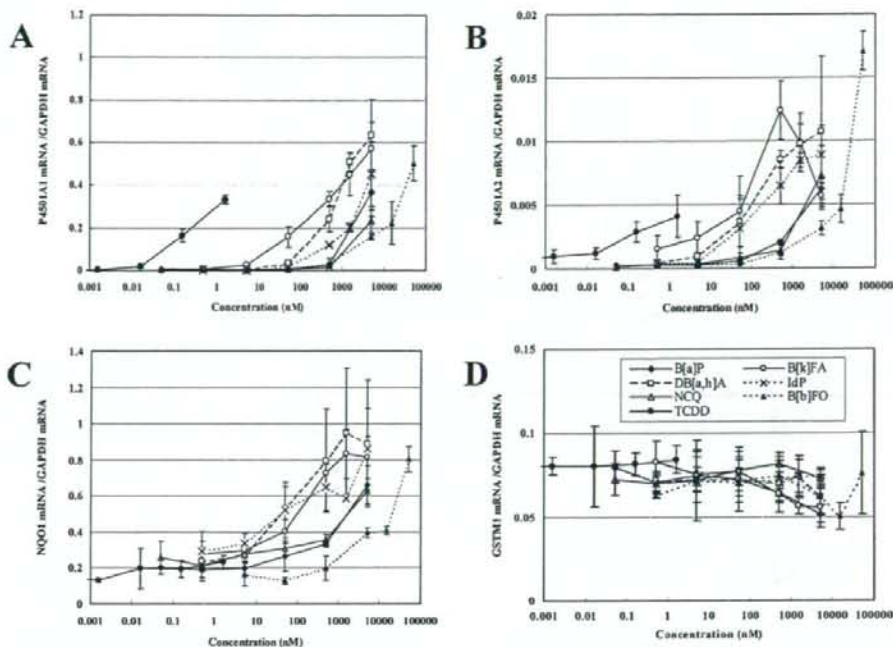 A
P4501A1 mRNA /GAPDH mRNA
1.2
1
0.8
0.6
0.4
0.2
0
0.001 0.01 0.1 1 10 100 1000 10000 100000
Concentration (nM)
B
P4501A2 mRNA /GAPDH mRNA
0.02
0.015
0.01
0.005
0
0.001 0.01 0.1 1 10 100 1000 10000 100000
Concentration (nM)
C
NQO1 mRNA/GAPDH mRNA
1.4
1.2
1
0.8
0.6
0.4
0.2
0
0.001 0.01 0.1 1 10 100 1000 10000 100000
Concentration (nM)
D
GSTM1 mRNA/GAPDH mRNA
0.15
0.1
0.05
0
B[a]P B[k]FA
DB[a,h]A IdP
NCQ B[b]FO
TCDD
0.001 0.01 0.1 1 10 100 1000 10000 100000
Concentration (nM)